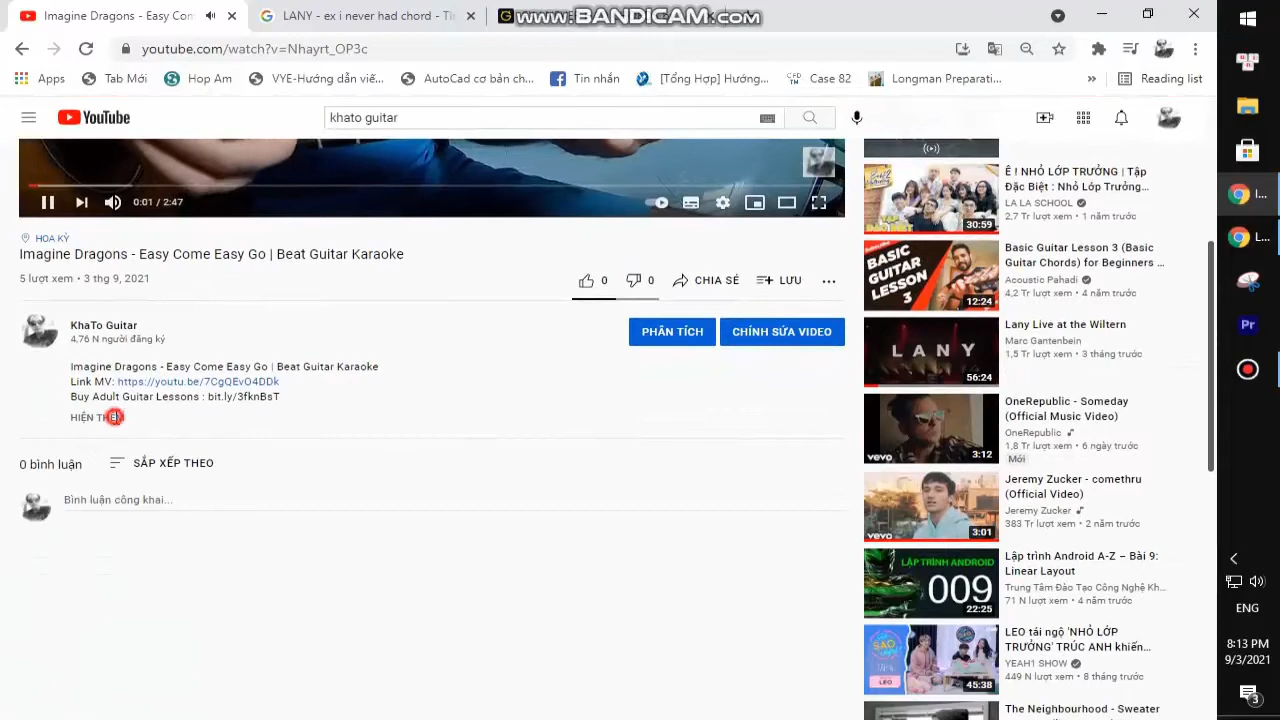 Imagine Dragons - Easy Com
LANY - ex i never had chord - T
WWW.BANDICAM.COM
youtube.com/watch?v=Nhayrt_OP3c
Apps
Tab Mới
Hop Am
VYE-Hướng dẫn viế...
AutoCad cơ bản ch...
Tin nhắn
[Tổng Hợp] Hướng...
Case 82
Longman Preparati...
»
Reading list
YouTube
khato guitar
0:01 / 2:47
HOA KỲ
Imagine Dragons - Easy Come Easy Go | Beat Guitar Karaoke
5 lượt xem • 3 thg 9, 2021
0
0
CHIA SẺ
LƯU
KhaTo Guitar
4,76 N người đăng ký
PHÂN TÍCH
CHỈNH SỬA VIDEO
Imagine Dragons - Easy Come Easy Go | Beat Guitar Karaoke
Link MV: https://youtu.be/7CgQEvO4DDk
Buy Adult Guitar Lessons : bit.ly/3fknBsT
HIỆN THÊM
0 bình luận
SẮP XẾP THEO
Bình luận công khai...
Ê ! NHỎ LỚP TRƯỞNG | Tập
Đặc Biệt : Nhỏ Lớp Trưởng...
LA LA SCHOOL
2,7 Tr lượt xem • 1 năm trước
30:59
BASIC
GUITAR
LESSON
3
12:24
Basic Guitar Lesson 3 (Basic
Guitar Chords) for Beginners ...
Acoustic Pahadi
4,2 Tr lượt xem • 4 năm trước
LANY
56:24
Lany Live at the Wiltern
Marc Gantenbein
1,5 Tr lượt xem • 3 tháng trước
vevo
3:12
OneRepublic - Someday
(Official Music Video)
OneRepublic
1,8 Tr lượt xem • 6 ngày trước
Mới
vevo
3:01
Jeremy Zucker - comethru
(Official Video)
Jeremy Zucker
383 Tr lượt xem • 2 năm trước
LẬP TRÌNH ANDROID
009
22:25
Lập trình Android A-Z – Bài 9:
Linear Layout
Trung Tâm Đào Tạo Công Nghệ Kh...
71 N lượt xem • 4 năm trước
SAO
LEO
45:38
LEO tái ngộ 'NHỎ LỚP
TRƯỞNG' TRÚC ANH khiến...
YEAH1 SHOW
449 N lượt xem • 8 tháng trước
The Neighbourhood - Sweater
I...
L...
Pr
ENG
8:13 PM
9/3/2021
3